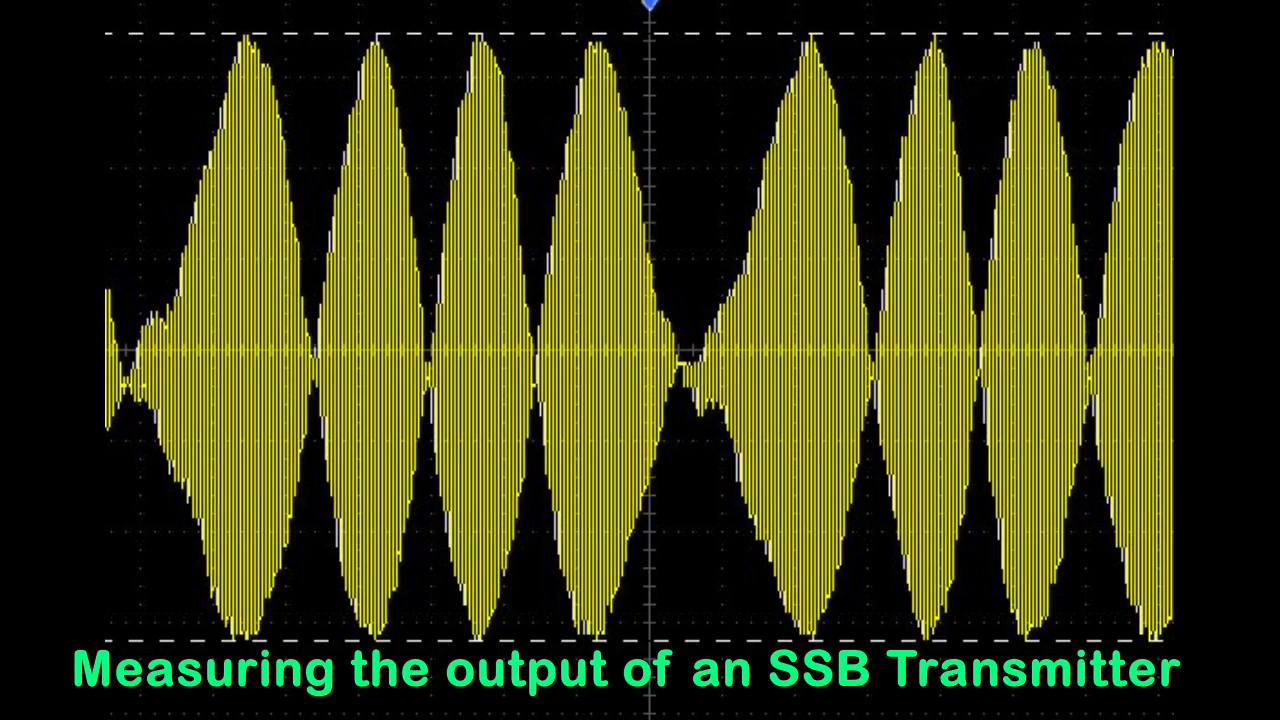 Measuring the output of an SSB Transmitter